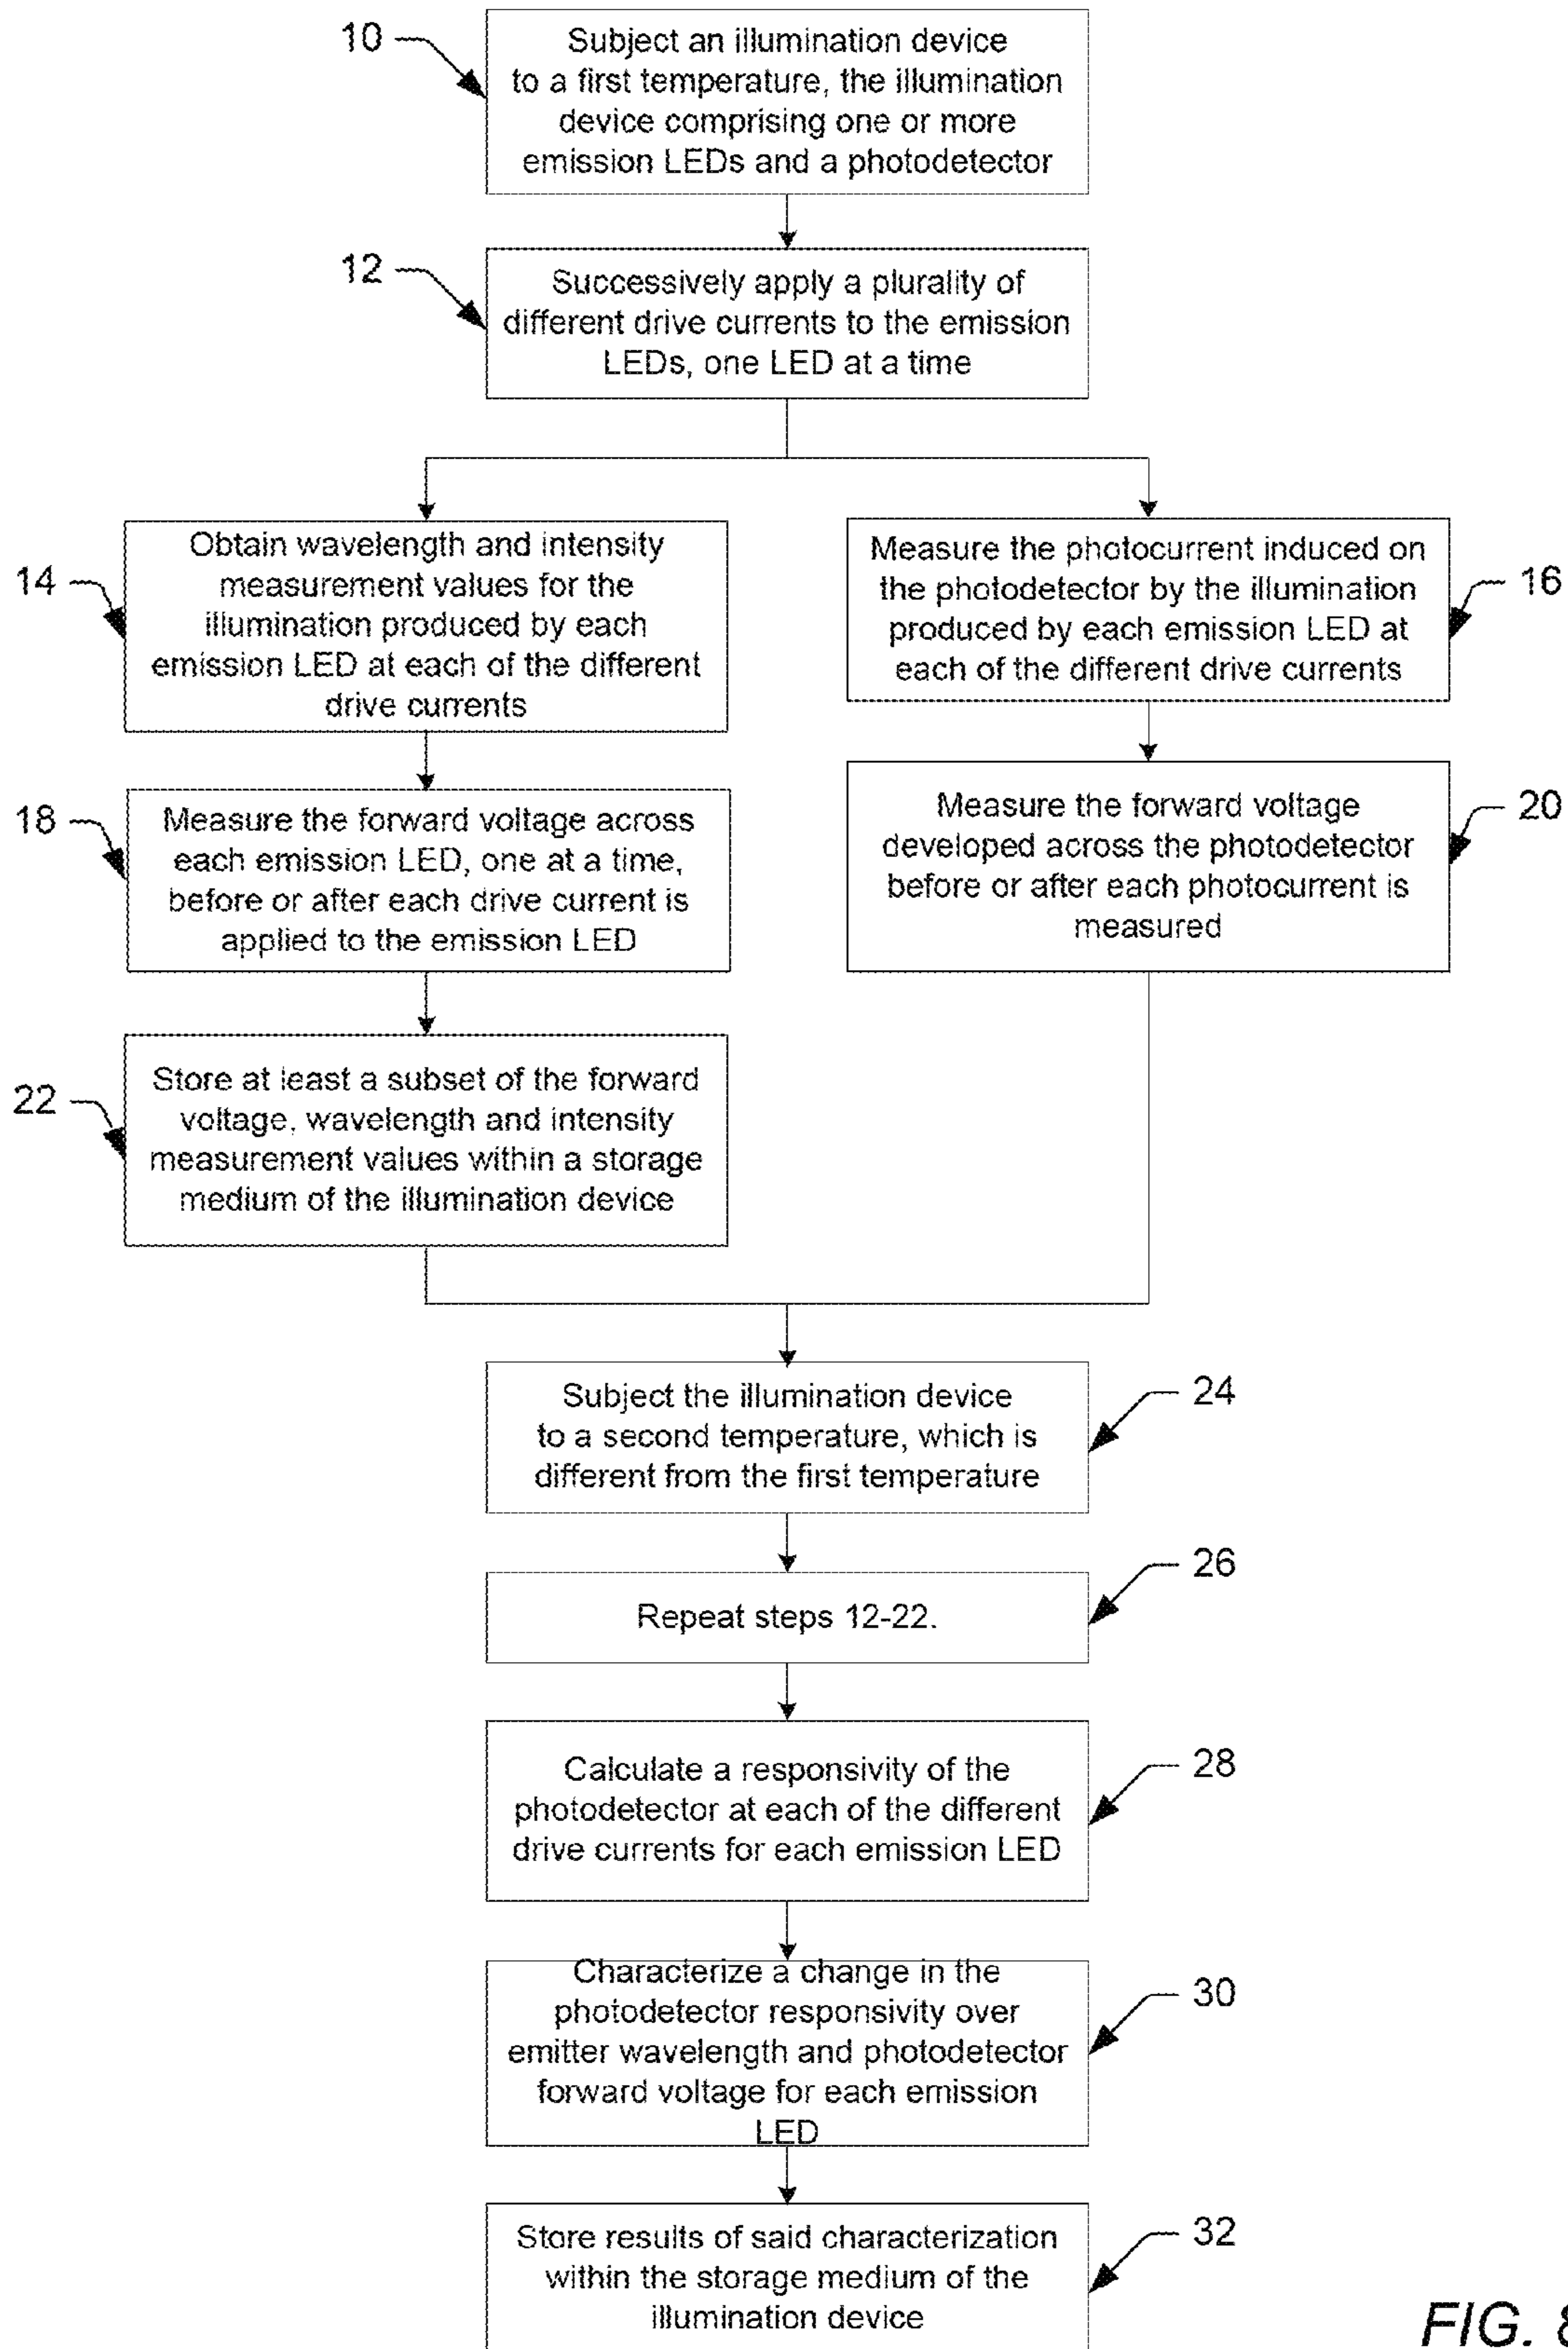 10
Subject an illumination device
to a first temperature, the illumination
device comprising one or more
emission LEDs and a photodetector
12
Successively apply a plurality of
different drive currents to the emission
LEDs, one LED at a time
14
Obtain wavelength and intensity
measurement values for the
illumination produced by each
emission LED at each of the different
drive currents
Measure the photocurrent induced on
the photodetector by the illumination
produced by each emission LED at
each of the different drive currents
16
18
Measure the forward voltage across
each emission LED, one at a time,
before or after each drive current is
applied to the emission LED
Measure the forward voltage
developed across the photodetector
before or after each photocurrent is
measured
20
22
Store at least a subset of the forward
voltage, wavelength and intensity
measurement values within a storage
medium of the illumination device
Subject the illumination device
to a second temperature, which is
different from the first temperature
24
Repeat steps 12-22.
26
Calculate a responsivity of the
photodetector at each of the different
drive currents for each emission LED
28
Characterize a change in the
photodetector responsivity over
emitter wavelength and photodetector
forward voltage for each emission
LED
30
Store results of said characterization
within the storage medium of the
illumination device
32
FIG. 8